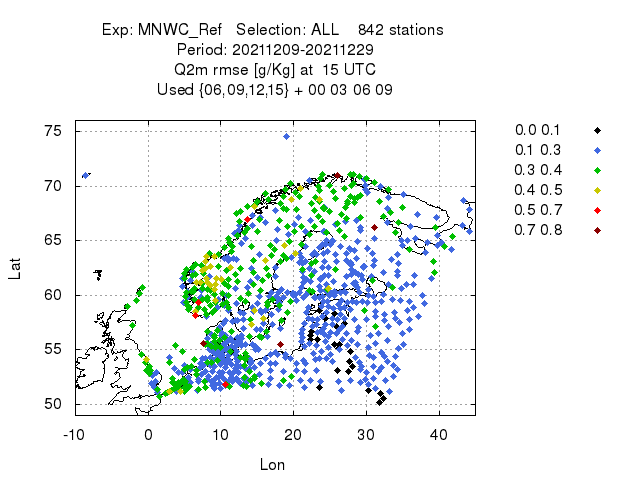 Exp: MNWC_Ref   Selection: ALL    842 stations
Period: 20211209-20211229
Q2m rmse [g/Kg] at  15 UTC
Used {06,09,12,15} + 00 03 06 09
75
70
65
60
55
50
Lat
-10 0 10 20 30 40
Lon
0.0 0.1
0.1 0.3
0.3 0.4
0.4 0.5
0.5 0.7
0.7 0.8